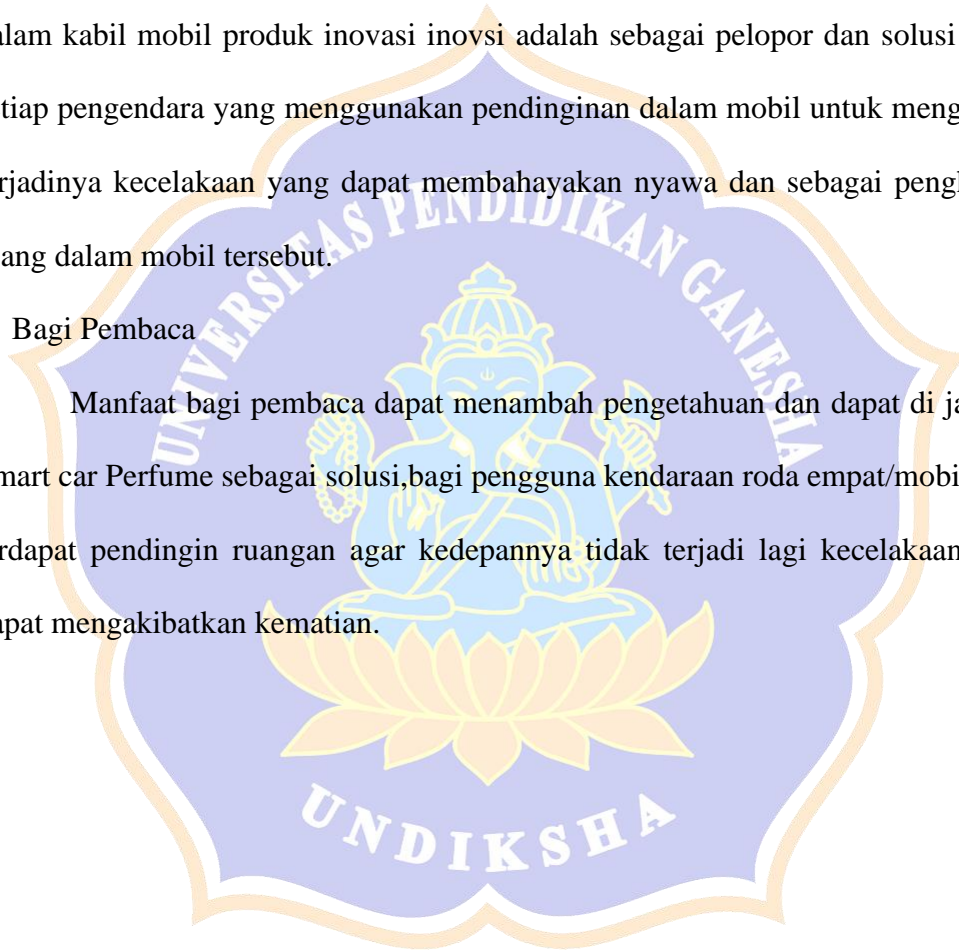 alam kabil mobil produk inovasi inovsi adalah sebagai pelopor dan solusi
tiap pengendara yang menggunakan pendinginan dalam mobil untuk meng
rjadinya kecelakaan yang dapat membahayakan nyawa dan sebagai peng
ang dalam mobil tersebut.
Bagi Pembaca
Manfaat bagi pembaca dapat menambah pengetahuan dan dapat di ja
mart car Perfume sebagai solusi,bagi pengguna kendaraan roda empat/mobi
rdapat pendingin ruangan agar kedepannya tidak terjadi lagi kecelakaan
apat mengakibatkan kematian.
UNIVERSITAS PENDIDIKAN GANESHA
UNDIKSHA